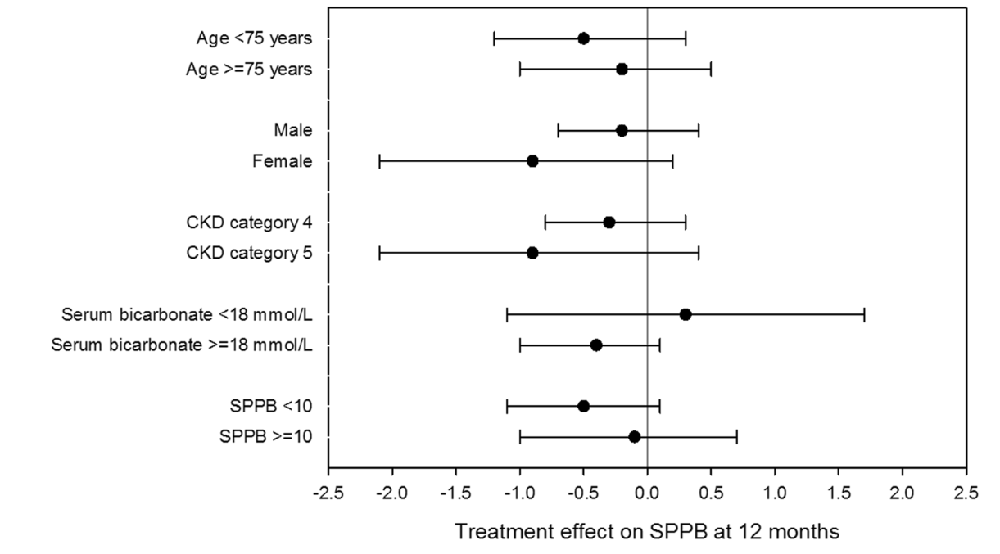 Age <75 years
Age >=75 years
Male
Female
CKD category 4
CKD category 5
Serum bicarbonate <18 mmol/L
Serum bicarbonate >=18 mmol/L
SPPB <10
SPPB >=10
-2.5 -2.0 -1.5 -1.0 -0.5 0.0 0.5 1.0 1.5 2.0 2.5
Treatment effect on SPPB at 12 months